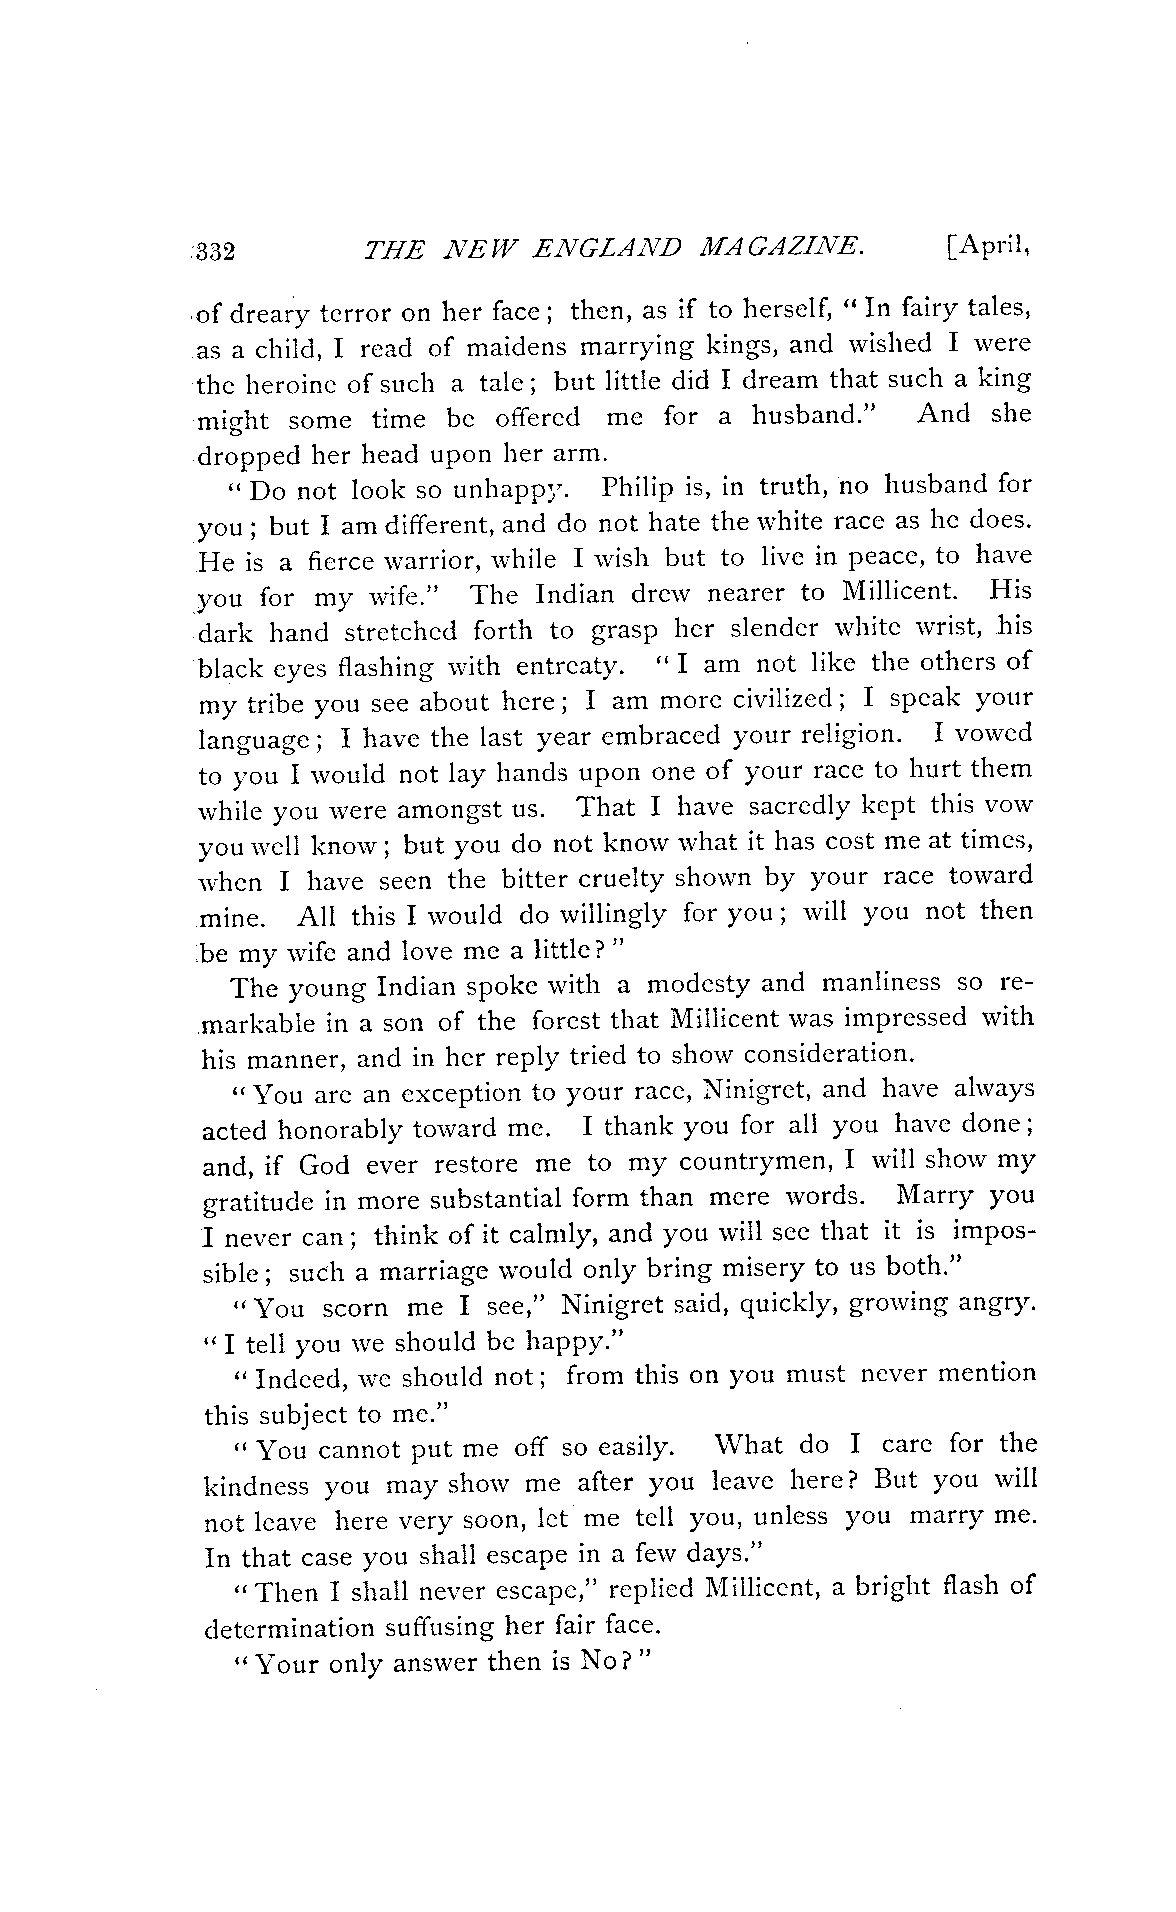 332 THE NEW ENGLAND MAGAZINE. [April,
of dreary terror on her face; then, as if to herself, "In fairy tales,
as a child, I read of maidens marrying kings, and wished I were
the heroine of such a tale; but little did I dream that such a king
might some time be offered me for a husband." And she
dropped her head upon her arm.
"Do not look so unhappy. Philip is, in truth, no husband for
you; but I am different, and do not hate the white race as he does.
He is a fierce warrior, while I wish but to live in peace, to have
you for my wife." The Indian drew nearer to Millicent. His
dark hand stretched forth to grasp her slender white wrist, his
black eyes flashing with entreaty. "I am not like the others of
my tribe you see about here; I am more civilized; I speak your
language; I have the last year embraced your religion. I vowed
to you I would not lay hands upon one of your race to hurt them
while you were amongst us. That I have sacredly kept this vow
you well know; but you do not know what it has cost me at times,
when I have seen the bitter cruelty shown by your race toward
mine. All this I would do willingly for you; will you not then
be my wife and love me a little?"
The young Indian spoke with a modesty and manliness so re-
markable in a son of the forest that Millicent was impressed with
his manner, and in her reply tried to show consideration.
"You are an exception to your race, Ninigret, and have always
acted honorably toward me. I thank you for all you have done;
and, if God ever restore me to my countrymen, I will show my
gratitude in more substantial form than mere words. Marry you
I never can; think of it calmly, and you will see that it is impos-
sible; such a marriage would only bring misery to us both."
"You scorn me I see," Ninigret said, quickly, growing angry.
"I tell you we should be happy."
"Indeed, we should not; from this on you must never mention
this subject to me."
"You cannot put me off so easily. What do I care for the
kindness you may show me after you leave here? But you will
not leave here very soon, let me tell you, unless you marry me.
In that case you shall escape in a few days."
"Then I shall never escape," replied Millicent, a bright flash of
determination suffusing her fair face.
"Your only answer then is No?"